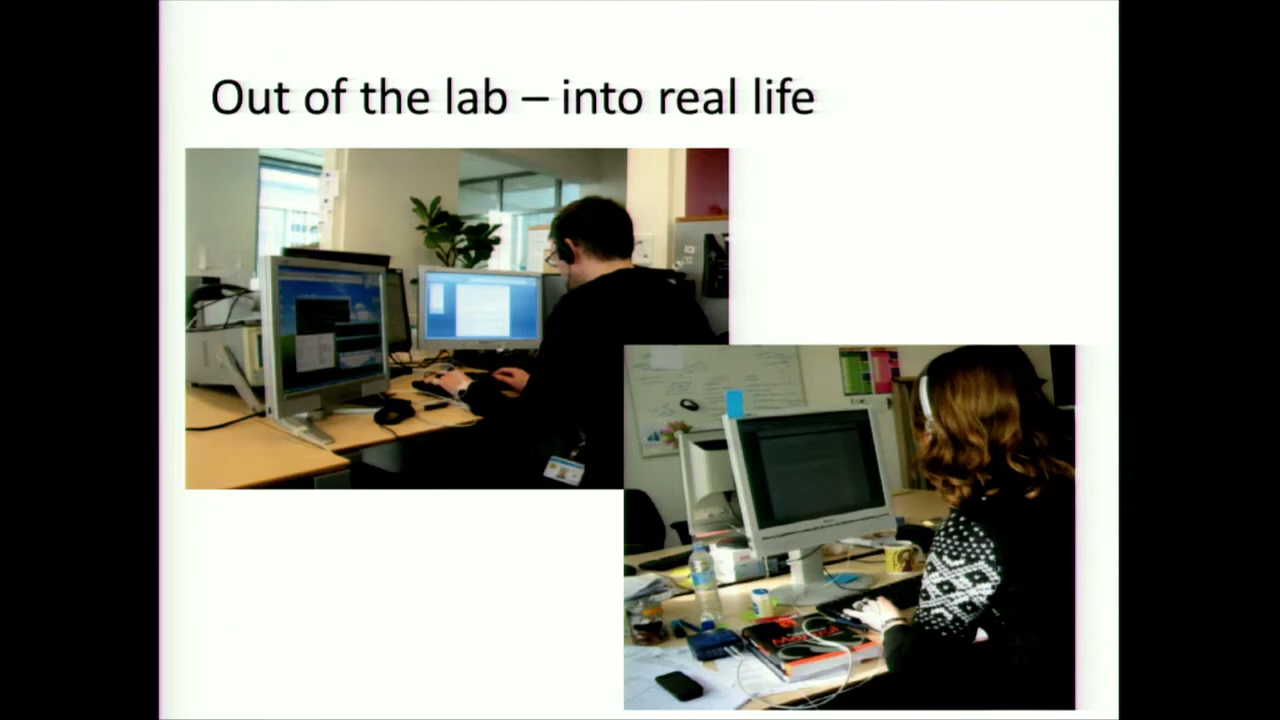 Out of the lab – into real life